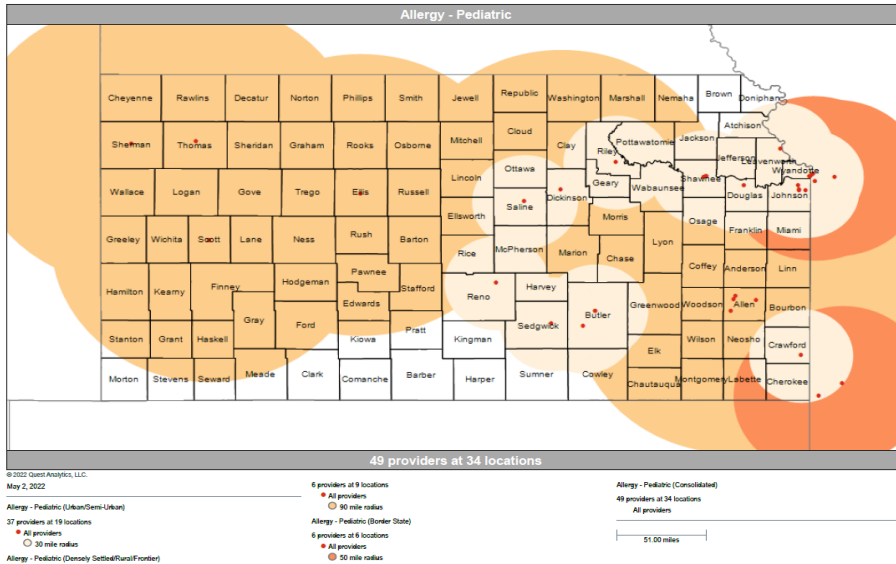 Allergy - Pediatric
Cheyenne Rawlins Decatur Norton Phillips Smith Jewell Republic Washington Marshall Nemaha Brown Doniphan
Atchison
Sherman Thomas Sheridan Graham Rooks Osborne Mitchell Cloud Clay Riley Pottawatomie Jackson Jefferson Leavenworth
Wyandotte
Wallace Logan Gove Trego Ellis Russell Lincoln Ottawa Geary Wabaunsee Shawnee Douglas Johnson
Saline Dickinson
Greeley Wichita Scott Lane Ness Rush Barton Ellsworth Morris Osage Franklin Miami
Rice McPherson Marion Chase Lyon
Hamilton Kearny Finney Hodgeman Pawnee Stafford Coffey Anderson Linn
Edwards Reno Harvey
Gray Ford Sedgwick Butler Greenwood Woodson Allen Bourbon
Stanton Grant Haskell Kiowa Pratt Kingman Elk Wilson Neosho Crawford
Morton Stevens Seward Meade Clark Comanche Barber Harper Sumner Cowley Chautauqua Montgomery Labette Cherokee
49 providers at 34 locations
© 2022 Quest Analytics, LLC.
May 2, 2022
Allergy - Pediatric (Urban/Semi-Urban)
37 providers at 19 locations
All providers
30 mile radius
Allergy - Pediatric (Densely Settled/Rural/Frontier)
6 providers at 9 locations
All providers
90 mile radius
Allergy - Pediatric (Border State)
6 providers at 6 locations
All providers
50 mile radius
Allergy - Pediatric (Consolidated)
49 providers at 34 locations
All providers
51.00 miles